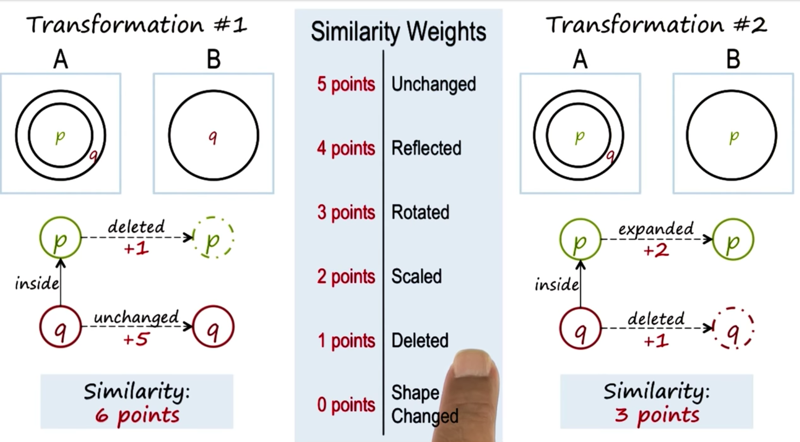 Transformation #1
A
B
p
q
q
p
deleted
+1
p
inside
q
unchanged
+5
q
Similarity:
6 points
Similarity Weights
5 points Unchanged
4 points Reflected
3 points Rotated
2 points Scaled
1 points Deleted
0 points Shape
Changed
Transformation #2
A
B
p
q
p
p
expanded
+2
p
inside
q
deleted
+1
q
Similarity:
3 points